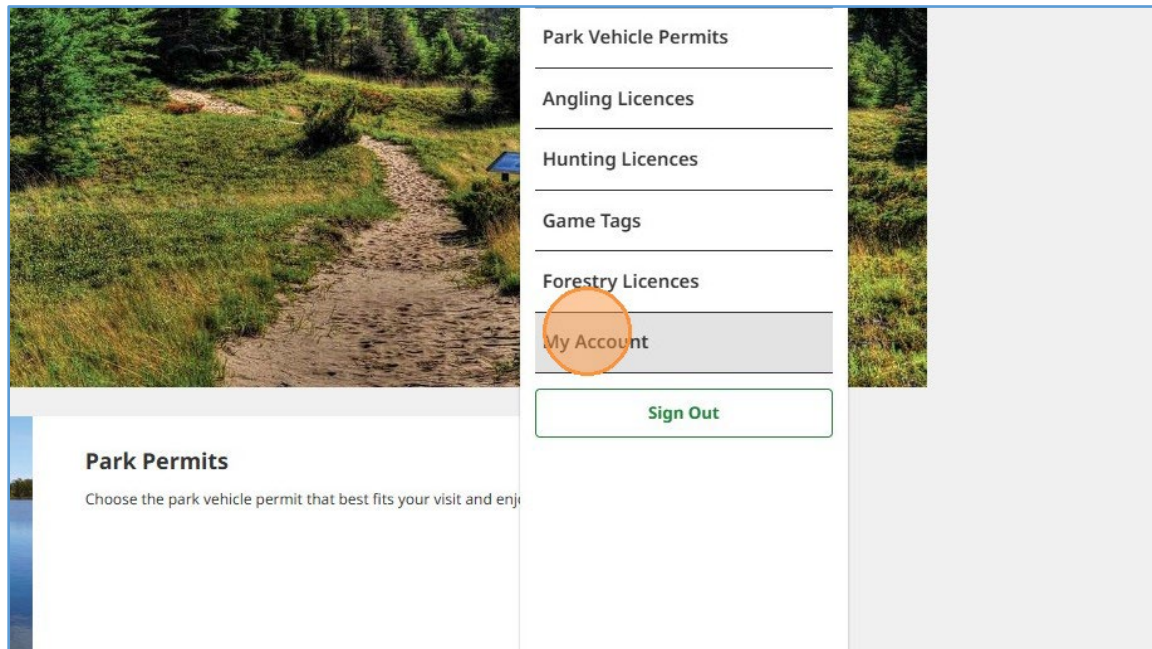 Park Vehicle Permits
Angling Licences
Hunting Licences
Game Tags
Forestry Licences
My Account
Sign Out
Park Permits
Choose the park vehicle permit that best fits your visit and